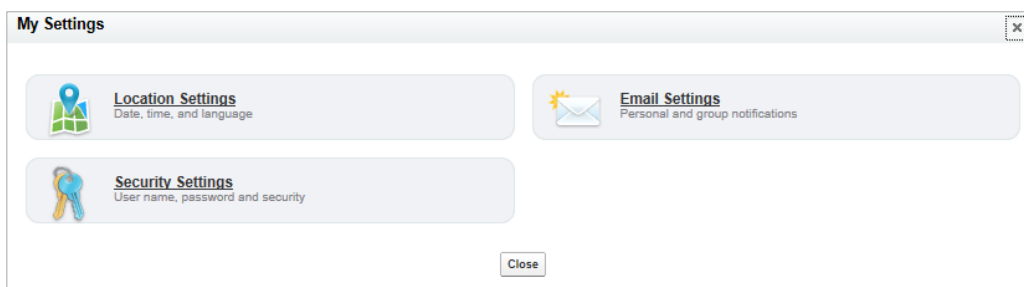 My Settings
Location Settings
Date, time, and language
Email Settings
Personal and group notifications
Security Settings
User name, password and security
Close